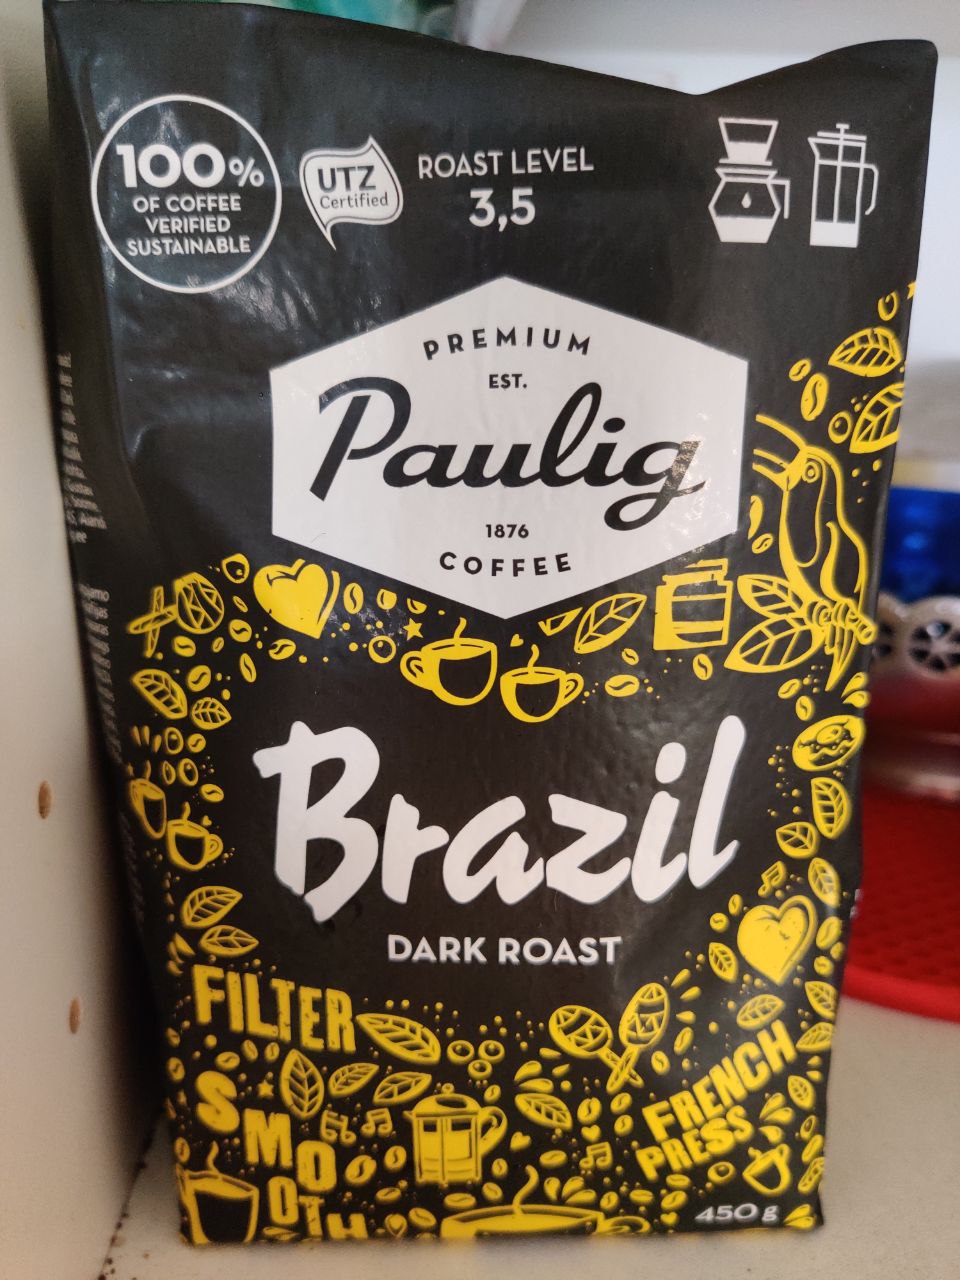 100%
OF COFFEE
VERIFIED
SUSTAINABLE
UTZ
Certified
ROAST LEVEL
3,5
PREMIUM
EST.
Paulig
1876
COFFEE
Brazil
DARK ROAST
FILTER
SMOOTH
FRENCH
PRESS
450 g